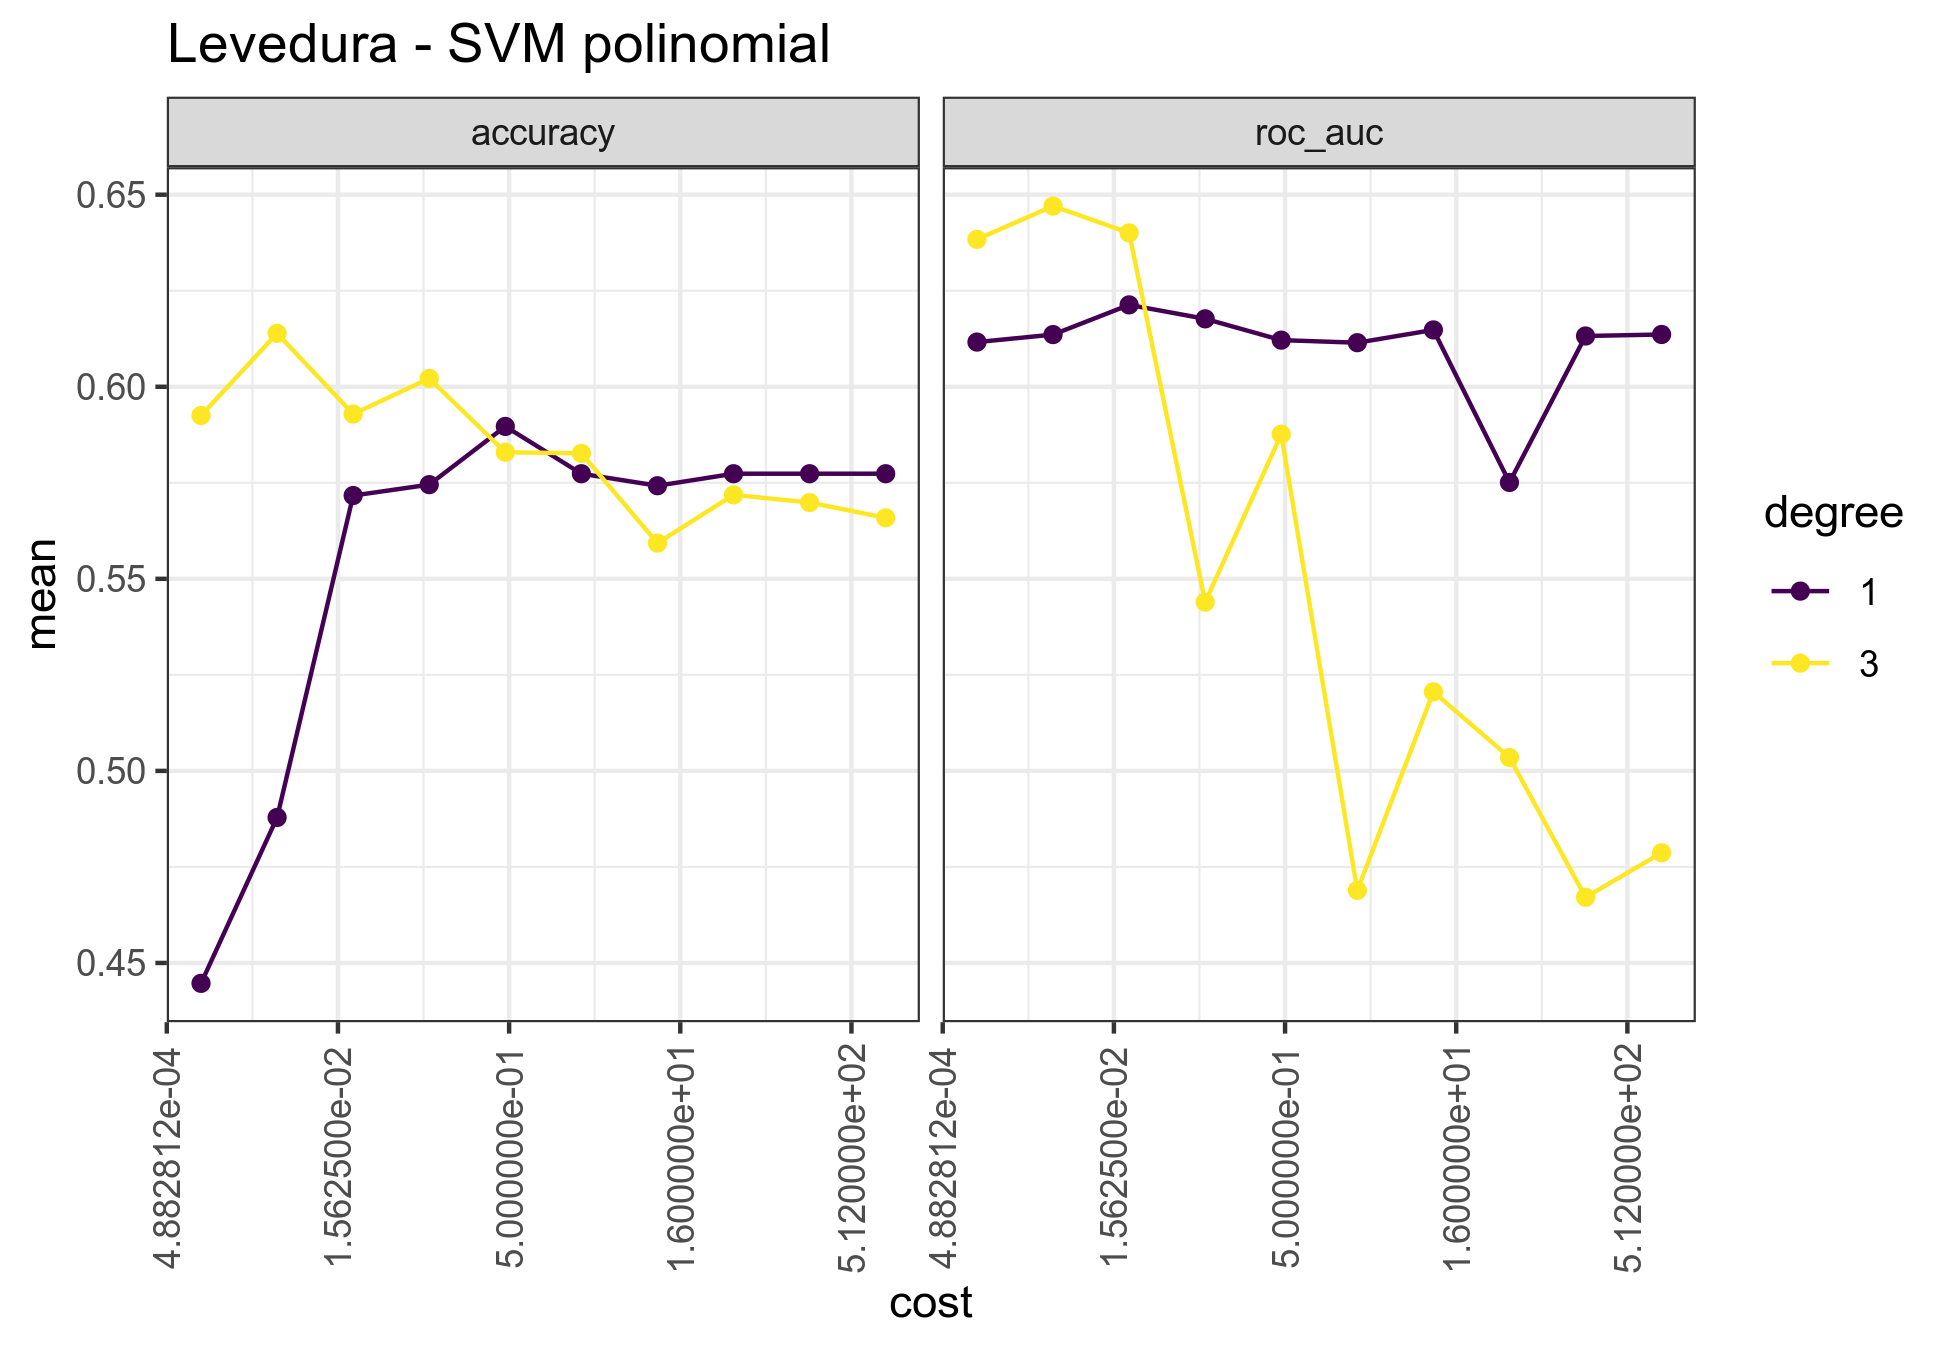 Levedura - SVM polinomial
accuracy
roc_auc
0.65
0.60
0.55
0.50
0.45
mean
4.882812e-04
1.562500e-02
5.000000e-01
1.600000e+01
5.120000e+02
4.882812e-04
1.562500e-02
5.000000e-01
1.600000e+01
5.120000e+02
cost
degree
1
3